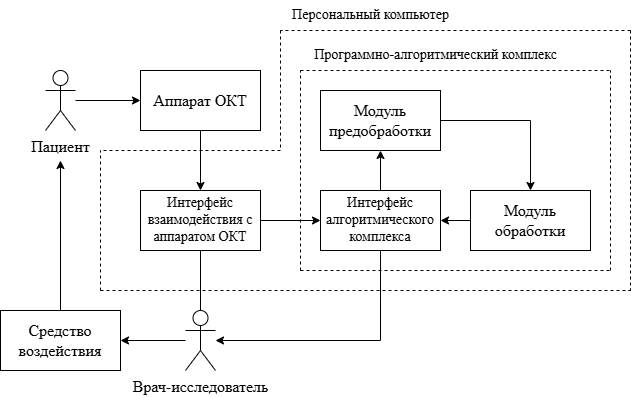 Персональный компьютер
Программно-алгоритмический комплекс
Аппарат ОКТ
Модуль
предобработки
Пациент
Интерфейс
взаимодействия с
аппаратом ОКТ
Интерфейс
алгоритмического
комплекса
Модуль
обработки
Средство
воздействия
Врач-исследователь